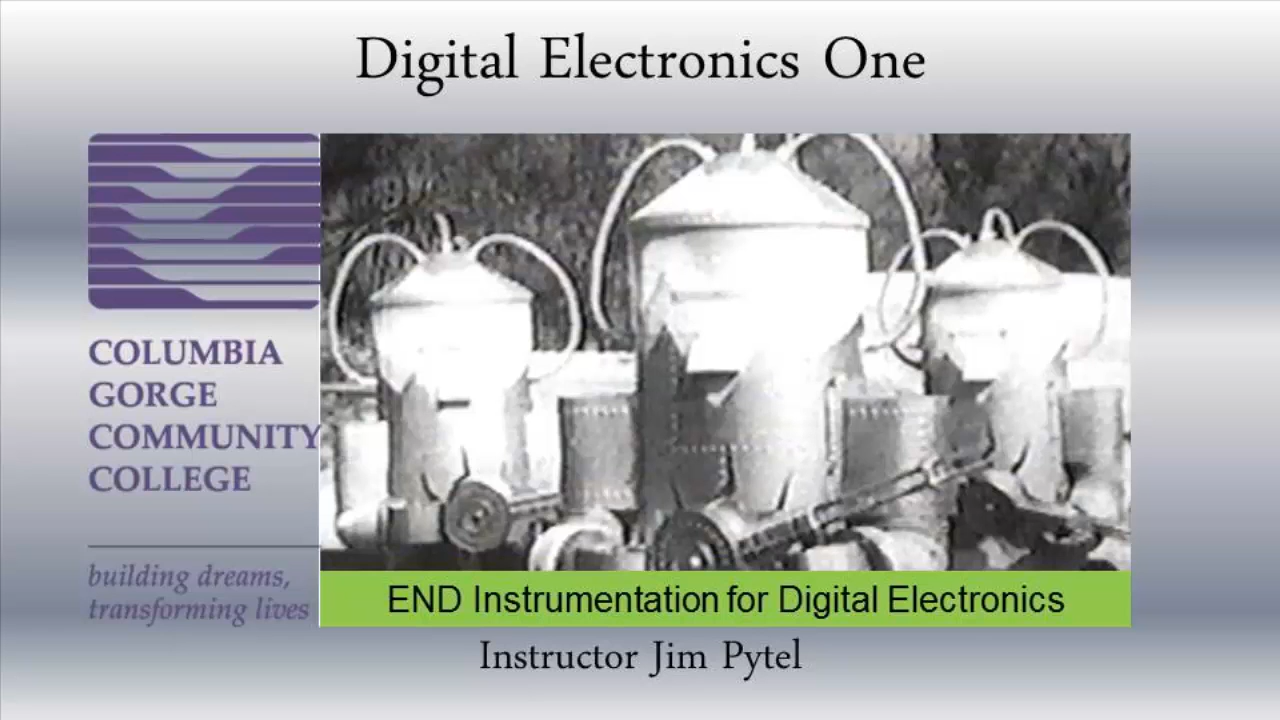 Digital Electronics One
COLUMBIA
GORGE
COMMUNITY
COLLEGE
building dreams,
transforming lives
END Instrumentation for Digital Electronics
Instructor Jim Pytel